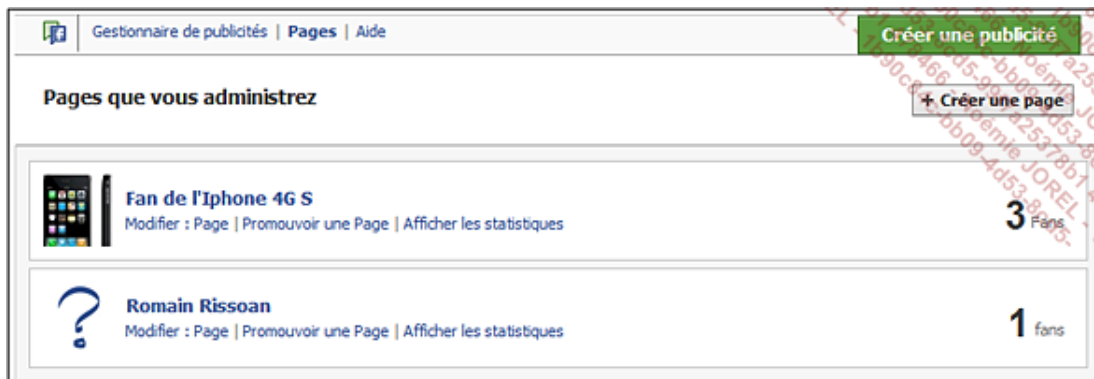 Gestionnaire de publicités | Pages | Aide
Créer une publicité
Pages que vous administrez
+ Créer une page
Fan de l'Iphone 4G S
Modifier : Page | Promouvoir une Page | Afficher les statistiques
3 Fans
Romain Rissoan
Modifier : Page | Promouvoir une Page | Afficher les statistiques
1 fans